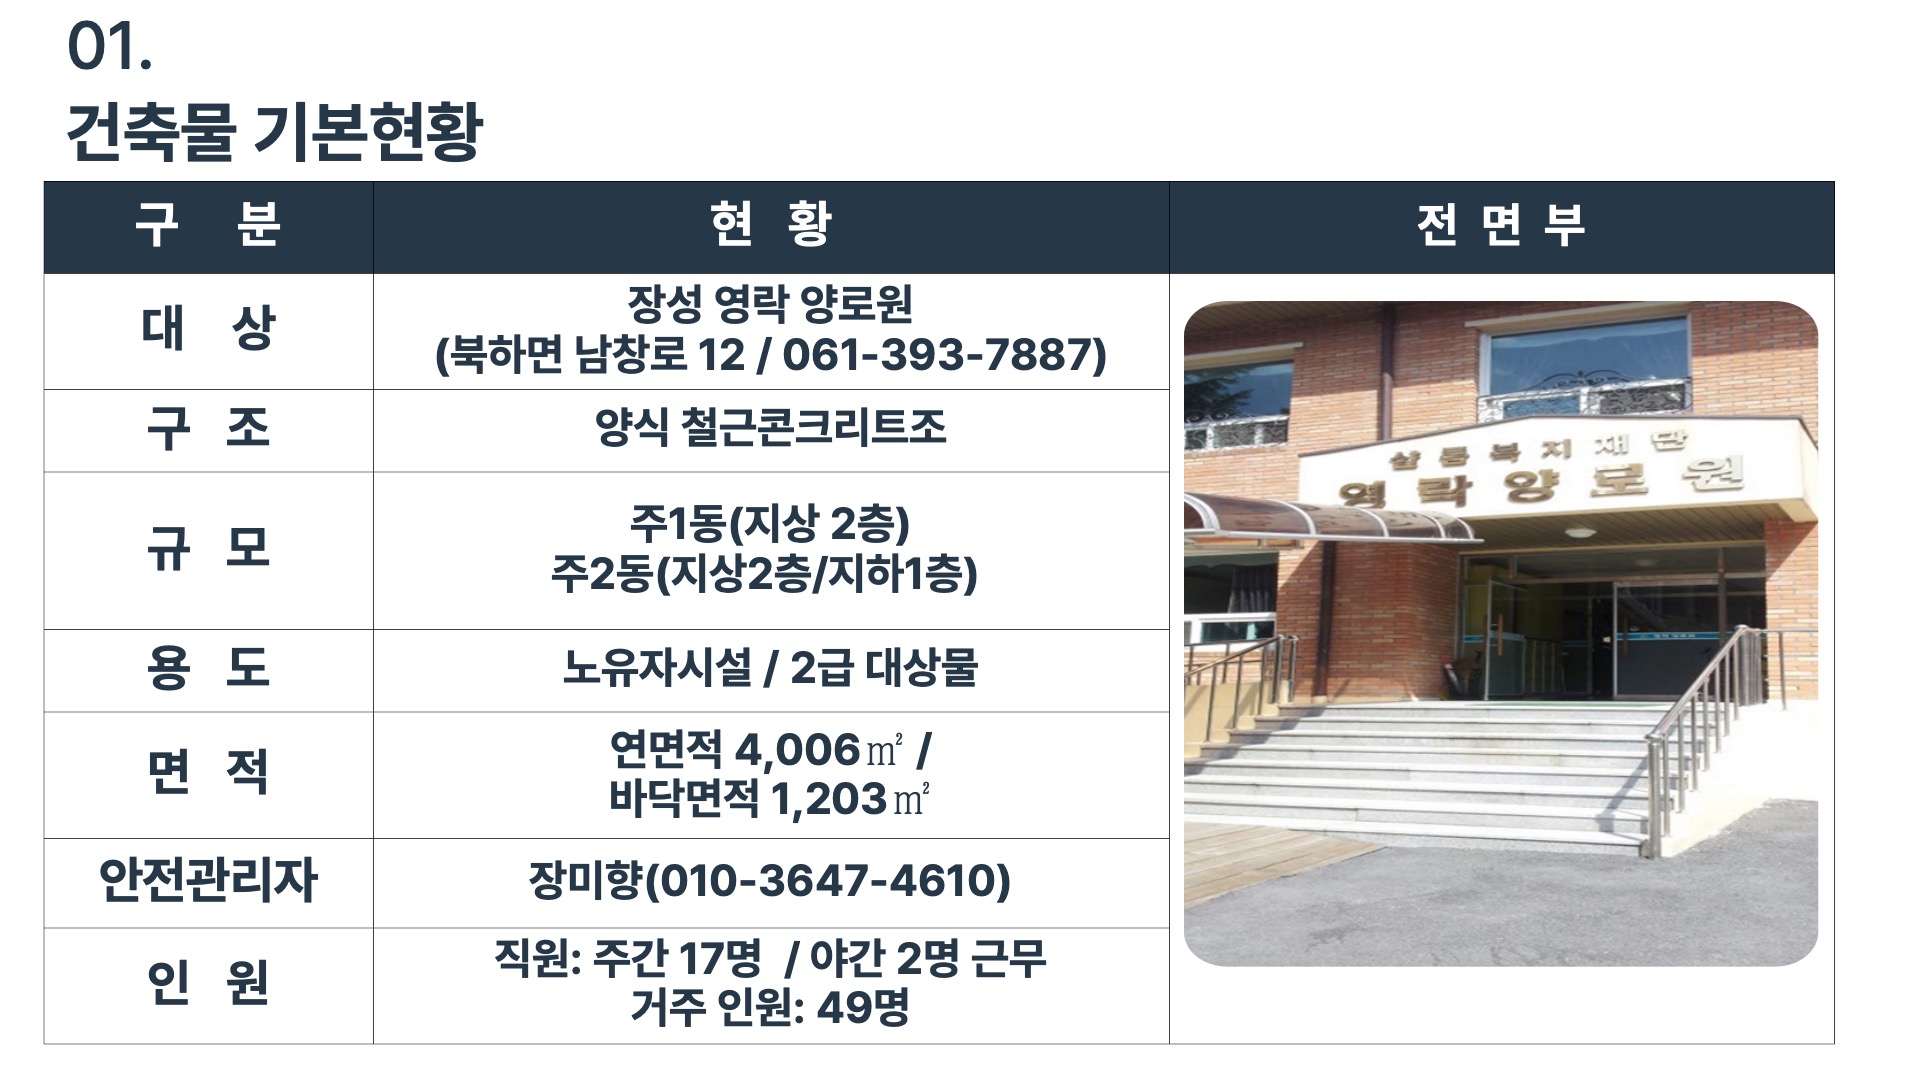 01.
건축물 기본현황
구 분
현 황
전 면 부
대 상
장성 영락 양로원
(북하면 남창로 12 / 061-393-7887)
구 조
양식 철근콘크리트조
규 모
주1동(지상 2층)
주2동(지상2층/지하1층)
용 도
노유자시설 / 2급 대상물
면 적
연면적 4,006㎡ /
바닥면적 1,203㎡
안전관리자
장미향(010-3647-4610)
인 원
직원: 주간 17명 / 야간 2명 근무
거주 인원: 49명
샬롬복지재단
영락양로원